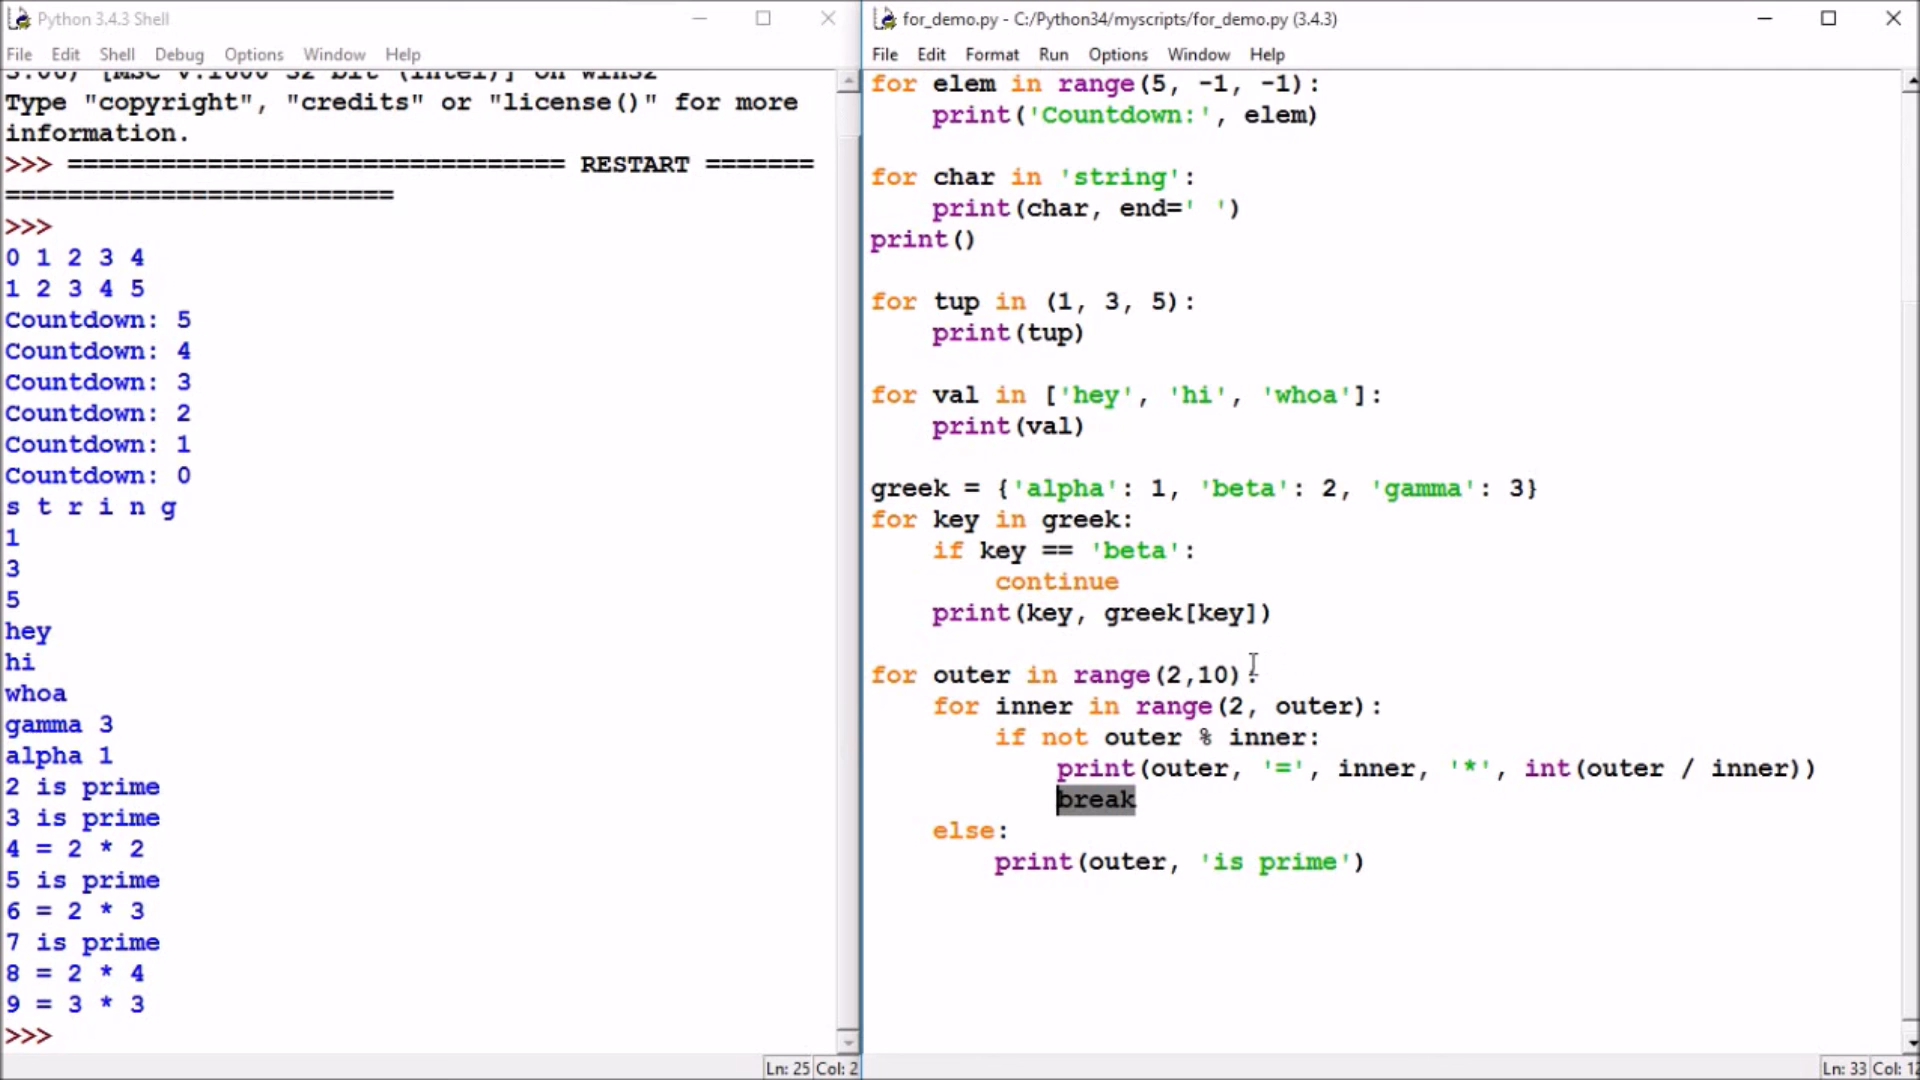 Python 3.4.3 Shell
File Edit Shell Debug Options Window Help
Type "copyright", "credits" or "license()" for more
information.
>>> ================================ RESTART =======
=========================
>>>
0 1 2 3 4
1 2 3 4 5
Countdown: 5
Countdown: 4
Countdown: 3
Countdown: 2
Countdown: 1
Countdown: 0
s t r i n g
1
3
5
hey
hi
whoa
gamma 3
alpha 1
2 is prime
3 is prime
4 = 2 * 2
5 is prime
6 = 2 * 3
7 is prime
8 = 2 * 4
9 = 3 * 3
>>>
Ln: 25 Col: 2
for_demo.py - C:/Python34/myscripts/for_demo.py (3.4.3)
File Edit Format Run Options Window Help
for elem in range(5, -1, -1):
    print('Countdown:', elem)
for char in 'string':
    print(char, end=' ')
print()
for tup in (1, 3, 5):
    print(tup)
for val in ['hey', 'hi', 'whoa']:
    print(val)
greek = {'alpha': 1, 'beta': 2, 'gamma': 3}
for key in greek:
    if key == 'beta':
        continue
    print(key, greek[key])
for outer in range(2,10):
    for inner in range(2, outer):
        if not outer % inner:
            print(outer, '=', inner, '*', int(outer / inner))
            break
    else:
        print(outer, 'is prime')
Ln: 33 Col: 12